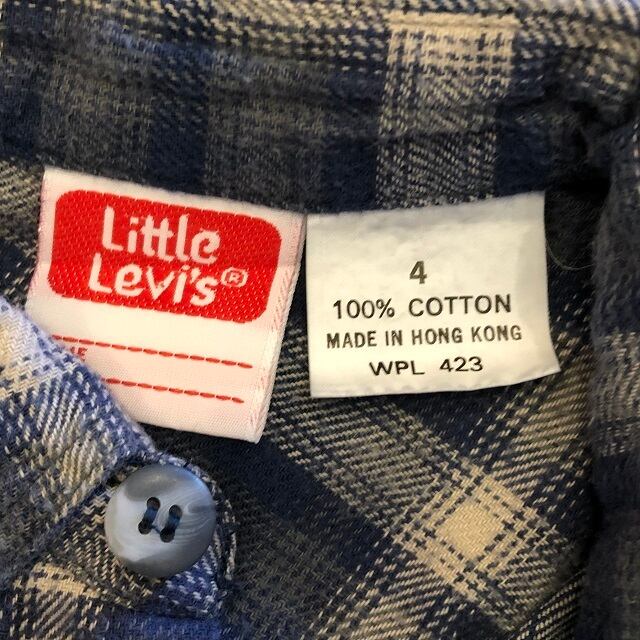 Little
Levi's®
4
100% COTTON
MADE IN HONG KONG
WPL 423